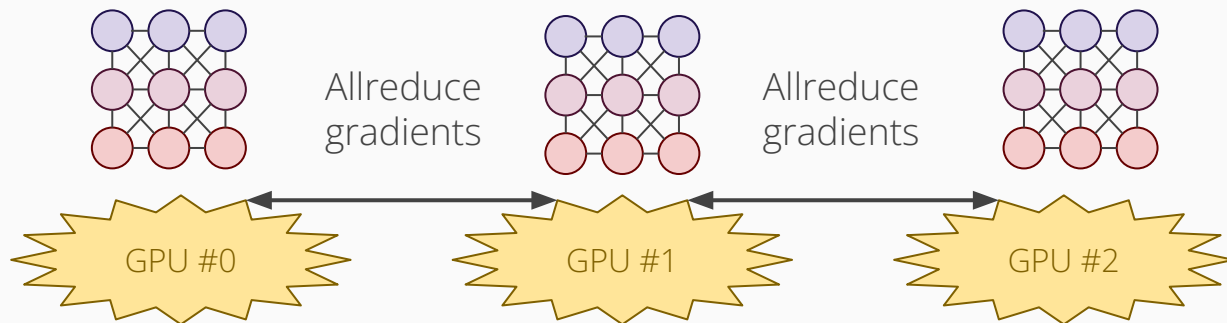 Allreduce
gradients
Allreduce
gradients
GPU #0
GPU #1
GPU #2